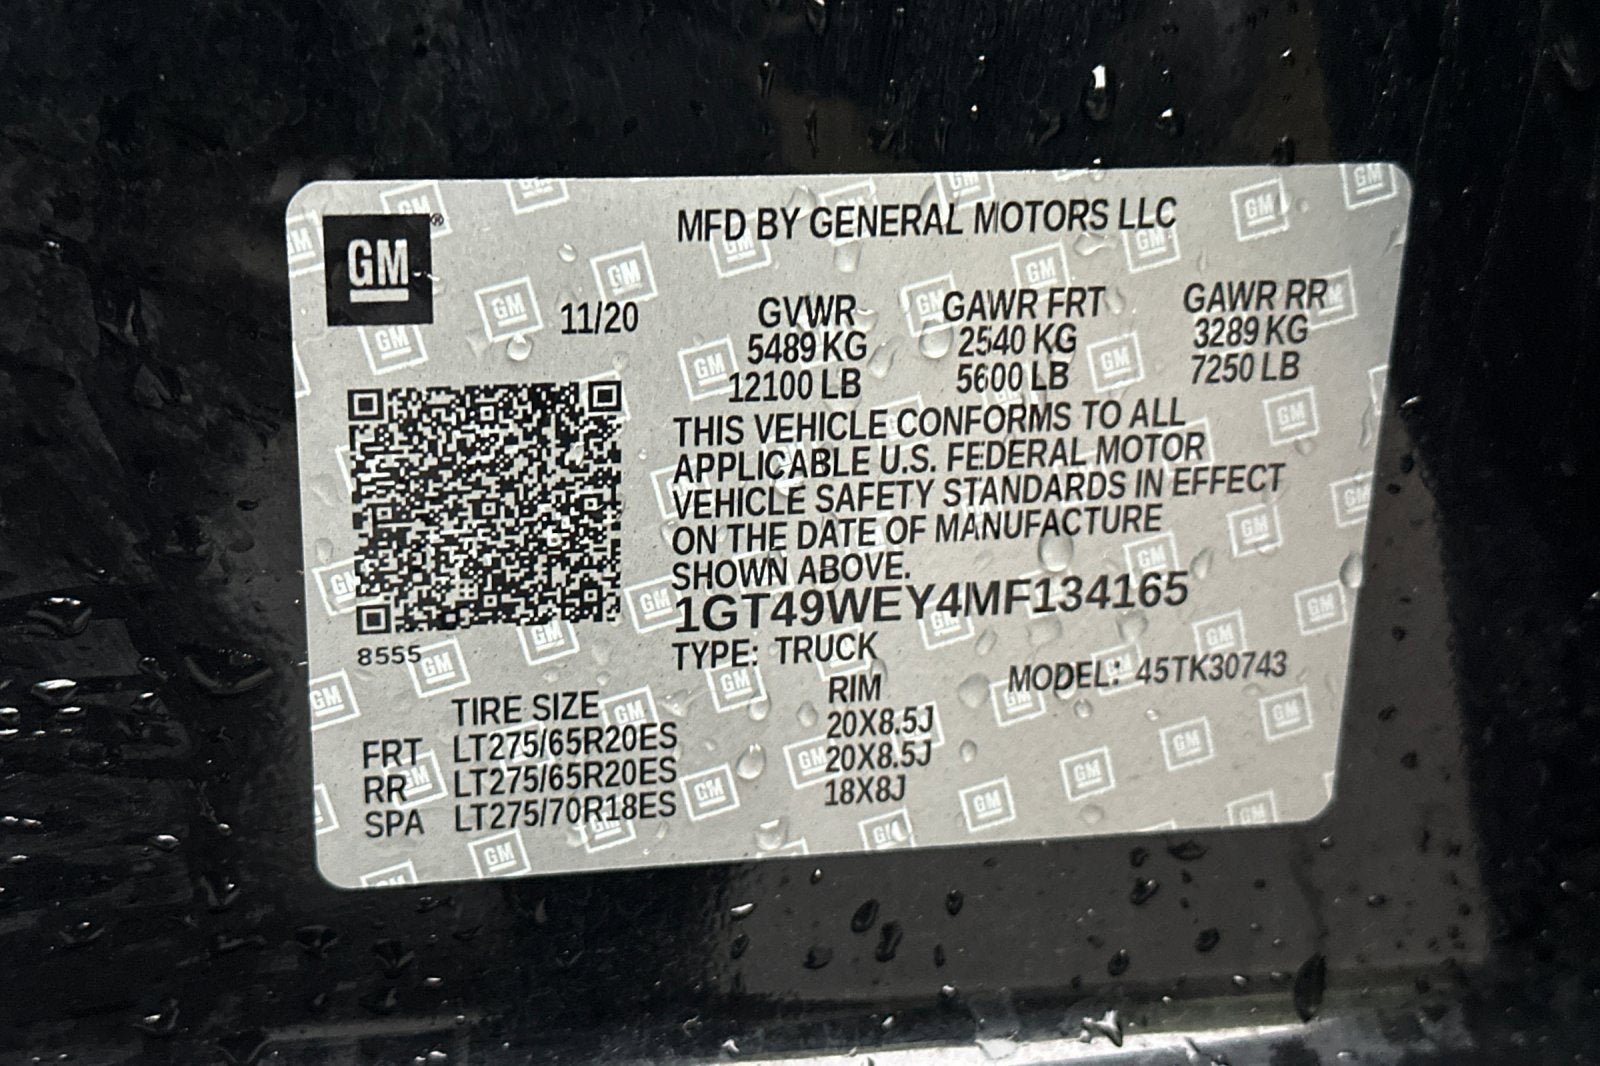 GM®
MFD BY GENERAL MOTORS LLC
11/20
GVWR GAWR FRT GAWR RR
5489 KG 2540 KG 3289 KG
12100 LB 5600 LB 7250 LB
THIS VEHICLE CONFORMS TO ALL
APPLICABLE U.S. FEDERAL MOTOR
VEHICLE SAFETY STANDARDS IN EFFECT
ON THE DATE OF MANUFACTURE
SHOWN ABOVE.
1GT49WEY4MF134165
8555
TYPE: TRUCK
MODEL: 45TK30743
TIRE SIZE RIM
FRT LT275/65R20ES 20X8.5J
RR LT275/65R20ES 20X8.5J
SPA LT275/70R18ES 18X8J